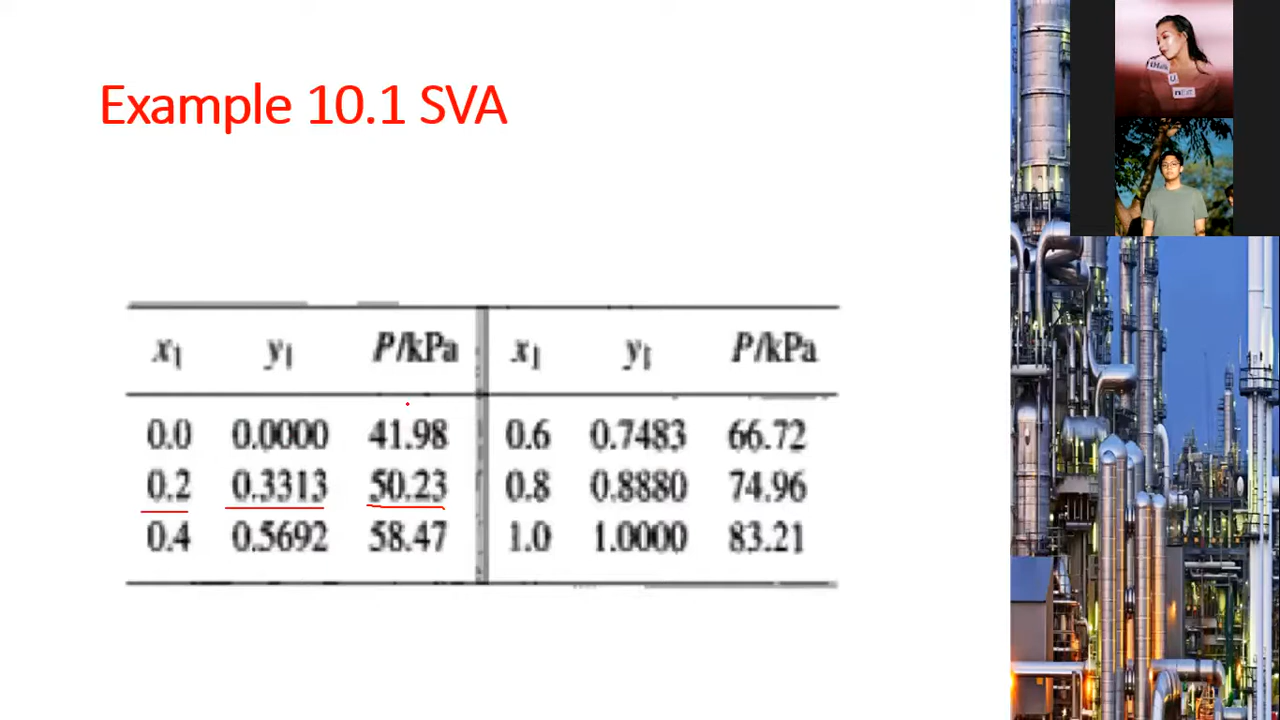 Example 10.1 SVA
x1 y1 P/kPa x1 y1 P/kPa
0.0 0.0000 41.98 0.6 0.7483 66.72
0.2 0.3313 50.23 0.8 0.8880 74.96
0.4 0.5692 58.47 1.0 1.0000 83.21
U,